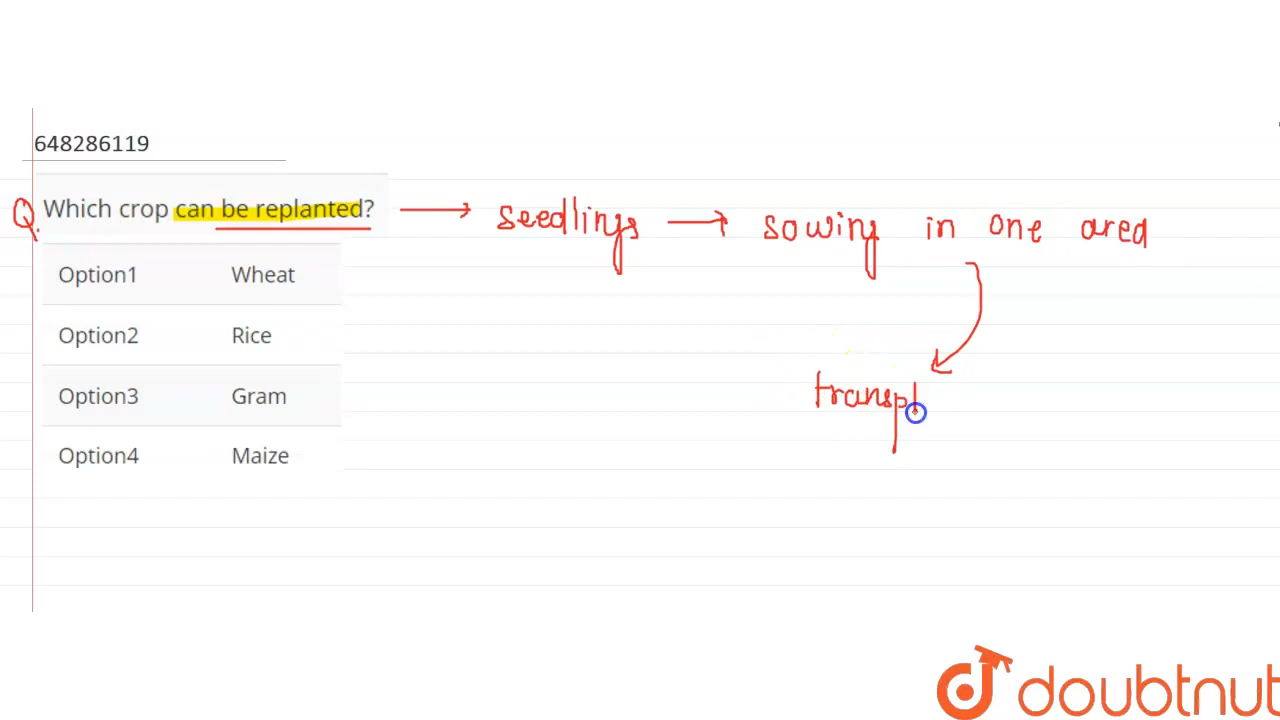 648286119
Q. Which crop can be replanted? → seedlings → sowing in one area
Option1 Wheat
Option2 Rice
transpl
Option3 Gram
Option4 Maize
doubtnut